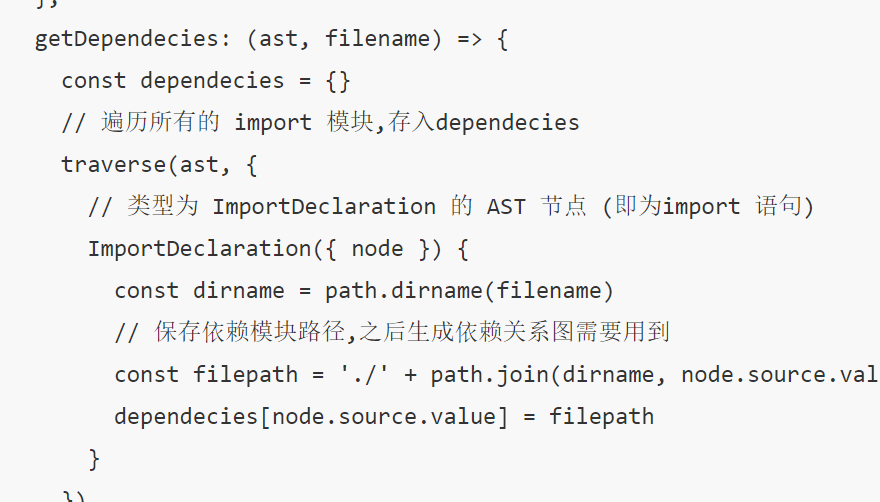 },
getDependecies: (ast, filename) => {
const dependecies = {}
// 遍历所有的 import 模块,存入dependecies
traverse(ast, {
// 类型为 ImportDeclaration 的 AST 节点 (即为import 语句)
ImportDeclaration({ node }) {
const dirname = path.dirname(filename)
// 保存依赖模块路径,之后生成依赖关系图需要用到
const filepath = './' + path.join(dirname, node.source.val
dependecies[node.source.value] = filepath
}
})